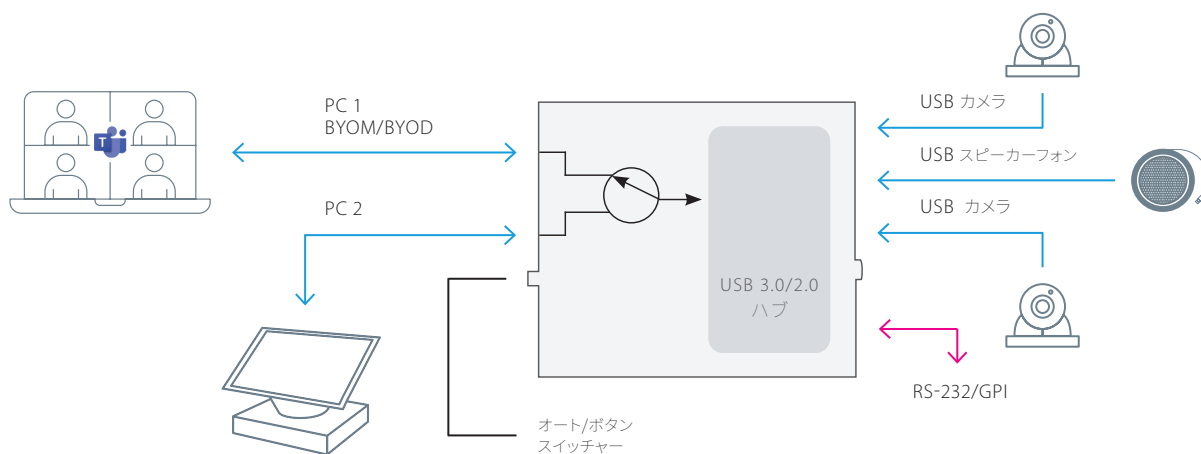 PC 1
BYOM/BYOD
T
PC 2
USB カメラ
USB スピーカーフォン
USB カメラ
USB 3.0/2.0
ハブ
RS-232/GPI
オート/ボタン
スイッチャー